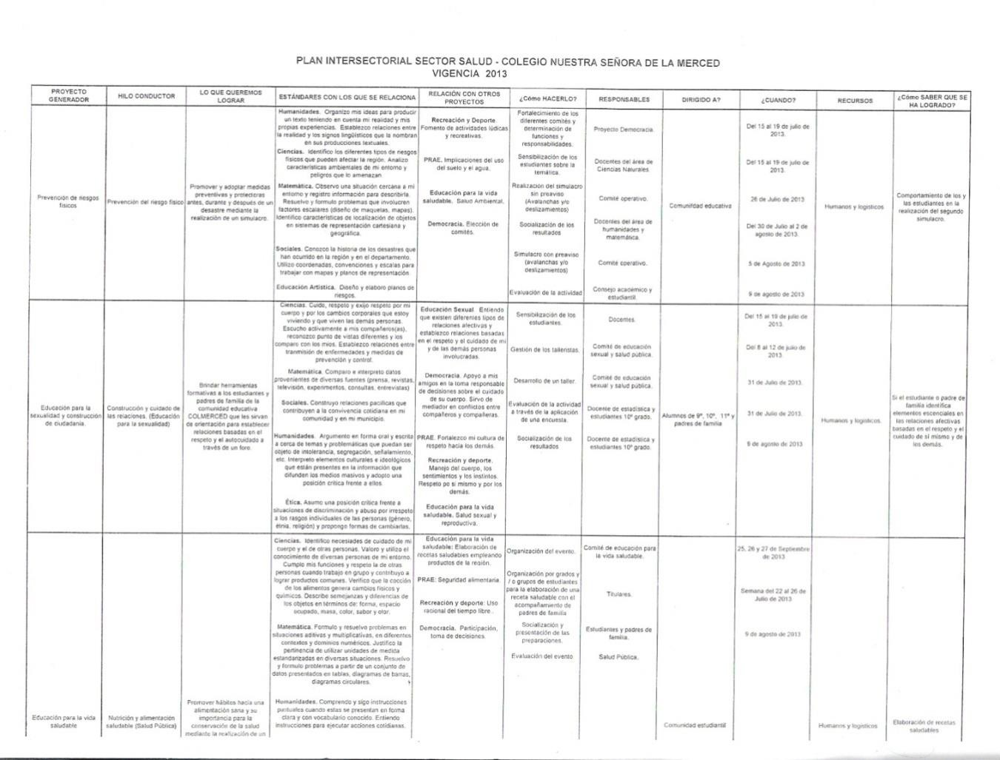 PLAN INTERSECTORIAL SECTOR SALUD - COLEGIO NUESTRA SEÑORA DE LA MERCED
VIGENCIA 2013
PROYECTO
GENERADOR
HILO CONDUCTOR
LO QUE QUEREMOS
LOGRAR
ESTÁNDARES CON LOS QUE SE RELACIONA
RELACIÓN CON OTROS
PROYECTOS
¿Cómo HACERLO?
RESPONSABLES
DIRIGIDO A?
¿CUANDO?
RECURSOS
¿Cómo SABER QUE SE
HA LOGRADO?
Prevención de riesgos
físicos
Prevención del riesgo físico
Promover y adoptar medidas
preventivas y protectoras
antes, durante y después de un
desastre mediante la
realización de un simulacro.
Humanidades. Organizo mis ideas para producir
un texto teniendo en cuenta mi realidad y mis
propias experiencias. Establezco relaciones entre
la realidad y los signos lingüísticos que la nombran
en sus producciones textuales.
Ciencias. Identifico los diferentes tipos de riesgos
físicos que pueden afectar la región. Analizo
características ambientales de mi entorno y
peligros que lo amenazan
Matemática. Observo una situación cercana a mi
entorno y registro información para describirla.
Resuelvo y formulo problemas que involucren
factores escalares (diseño de maquetas, mapas).
Identifico características de localización de objetos
en sistemas de representación cartesiana y
geográfica.
Sociales. Conozco la historia de los desastres que
han ocurrido en la región y en el departamento.
Utilizo coordenadas, convenciones y escalas para
trabajar con mapas y planos de representación.
Educación Artística. Diseño y elaboro planos de
riesgos.
Recreación y Deporte.
Fomento de actividades lúdicas
y recreativas.
PRAE. Implicaciones del uso
del suelo y el agua.
Educación para la vida
saludable. Salud Ambiental.
Democracia. Elección de
comités.
Fortalecimiento de los
diferentes comités y
determinación de
funciones y
responsabilidades.
Sensibilización de los
estudiantes sobre la
temática.
Realización del simulacro
sin preaviso
(Avalanchas y/o
deslizamientos)
Socialización de los
resultados
Simulacro con preaviso
(avalanchas y/o
deslizamientos)
Evaluación de la actividad
Proyecto Democracia.
Docentes del área de
Ciencias Naturales.
Comité operativo.
Docentes del área de
humanidades y
matemática.
Comité operativo.
Consejo académico y
estudiantil.
Comunidad educativa
Del 15 al 19 de julio de
2013.
Del 15 al 19 de julio de
2013.
26 de Julio de 2013
Del 30 de Julio al 2 de
agosto de 2013.
5 de Agosto de 2013
9 de agosto de 2013
Humanos y logísticos
Comportamiento de los y
las estudiantes en la
realización del segundo
simulacro.
Educación para la
sexualidad y construcción
de ciudadanía.
Construcción y cuidado de
las relaciones. (Educación
para la sexualidad)
Brindar herramientas
formativas a los estudiantes y
padres de familia de la
comunidad educativa
COLMERCED que les sirvan
de orientación para establecer
relaciones basadas en el
respeto y el autocuidado a
través de un foro.
Ciencias. Cuido, respeto y exijo respeto por mi
cuerpo y por los cambios corporales que estoy
viviendo y que viven las demás personas.
Escucho activamente a mis compañeros(as),
reconozco punto de vistas diferentes y los
comparo con los míos. Establezco relaciones entre
tranmisión de enfermedades y medidas de
prevención y control.
Matemática. Comparo e interpreto datos
provenientes de diversas fuentes (prensa, revistas,
televisión, experimentos, consultas, entrevistas)
Sociales. Construyo relaciones pacíficas que
contribuyen a la convivencia cotidiana en mi
comunidad y en mi municipio.
Humanidades. Argumento en forma oral y escrita
a cerca de temas y problemáticas que puedan ser
objeto de intolerancia, segregación, señalamiento,
etc. Interpreto elementos culturales e ideológicos
que están presentes en la información que
difunden los medios masivos y adopto una
posición crítica frente a ellos.
Ética. Asumo una posición crítica frente a
situaciones de discriminación y abuso por irrespeto
a los rasgos individuales de las personas (género,
etnia, religión) y propongo formas de cambiarlas.
Educación Sexual. Entiendo
que existen diferentes tipos de
relaciones afectivas y
establezco relaciones basadas
en el respeto y el cuidado de mí
y de las demás personas
involucradas.
Democracia. Apoyo a mis
amigos en la toma responsable
de decisiones sobre el cuidado
de su cuerpo. Sirvo de
mediador en conflictos entre
compañeros y compañeras.
PRAE. Fortalezco mi cultura de
respeto hacia los demás.
Recreación y deporte.
Manejo del cuerpo, los
sentimientos y los instintos.
Respeto po si mismo y por los
demás.
Educación para la vida
saludable. Salud sexual y
reproductiva.
Sensibilización de los
estudiantes.
Gestión de los talleristas.
Desarrollo de un taller.
Evaluación de la actividad
a través de la aplicación
de una encuesta.
Socialización de los
resultados
Docentes.
Comité de educación
sexual y salud pública.
Comité de educación
sexual y salud pública.
Docente de estadística y
estudiantes 10º grado.
Docente de estadística y
estudiantes 10º grado.
Alumnos de 9º, 10º, 11º y
padres de familia
Del 15 al 19 de julio de
2013.
Del 8 al 12 de julio de
2013.
31 de Julio de 2013.
31 de Julio de 2013.
Humanos y logísticos.
Si el estudiante o padre de
familia identifica
elementos escenciales en
las relaciones afectivas
basadas en el respeto y el
cuidado de sí mismo y de
los demás.
Educación para la vida
saludable
Nutrición y alimentación
saludable (Salud Pública)
Promover hábitos hacia una
alimentación sana y su
importancia para la
conservación de la salud
mediante la realización de un
Ciencias. Identifico necesiades de cuidado de mi
cuerpo y el de otras personas. Valoro y utilizo el
conocimiento de diversas personas de mi entorno.
Cumplo mis funciones y respeto la de otras
personas cuando trabajo en grupo y contribuyo a
lograr productos comunes. Verifico que la cocción
de los alimentos genera cambios físicos y
químicos. Describe semejanzas y diferencias de
los objetos en términos de: forma, espacio
ocupado, masa, color, sabor y olor.
Matemática. Formulo y resuelvo problemas en
situaciones aditivas y multiplicativas, en diferentes
contextos y dominios numéricos. Justifico la
pertinencia de utilizar unidades de medida
estandarizadas en diversas situaciones. Resuelvo
y formulo problemas a partir de un conjunto de
datos presentados en tablas, diagramas de barras,
diagramas circulares.
Humanidades. Comprendo y sigo instrucciones
puntuales cuando estas se presentan en forma
clara y con vocabulario conocido. Entiendo
instrucciones para ejecutar acciones cotidianas.
Educación para la vida
saludable: Elaboración de
recetas saludables empleando
productos de la región.
PRAE: Seguridad alimentaria.
Recreación y deporte: Uso
racional del tiempo libre.
Democracia. Participación,
toma de decisiones.
Organización del evento.
Organización por grados y
/ o grupos de estudiantes
para la elaboración de una
receta saludable con el
acompañamiento de
padres de familia
Socialización y
presentación de las
preparaciones.
Evaluación del evento
Comité de educación para
la vida saludable.
Titulares.
Estudiantes y padres de
familia.
Salud Pública.
Comunidad estudiantil
25, 26 y 27 de Septiembre
de 2013
Semana del 22 al 26 de
Julio de 2013
9 de agosto de 2013
Humanos y logísticos
Elaboración de recetas
saludables